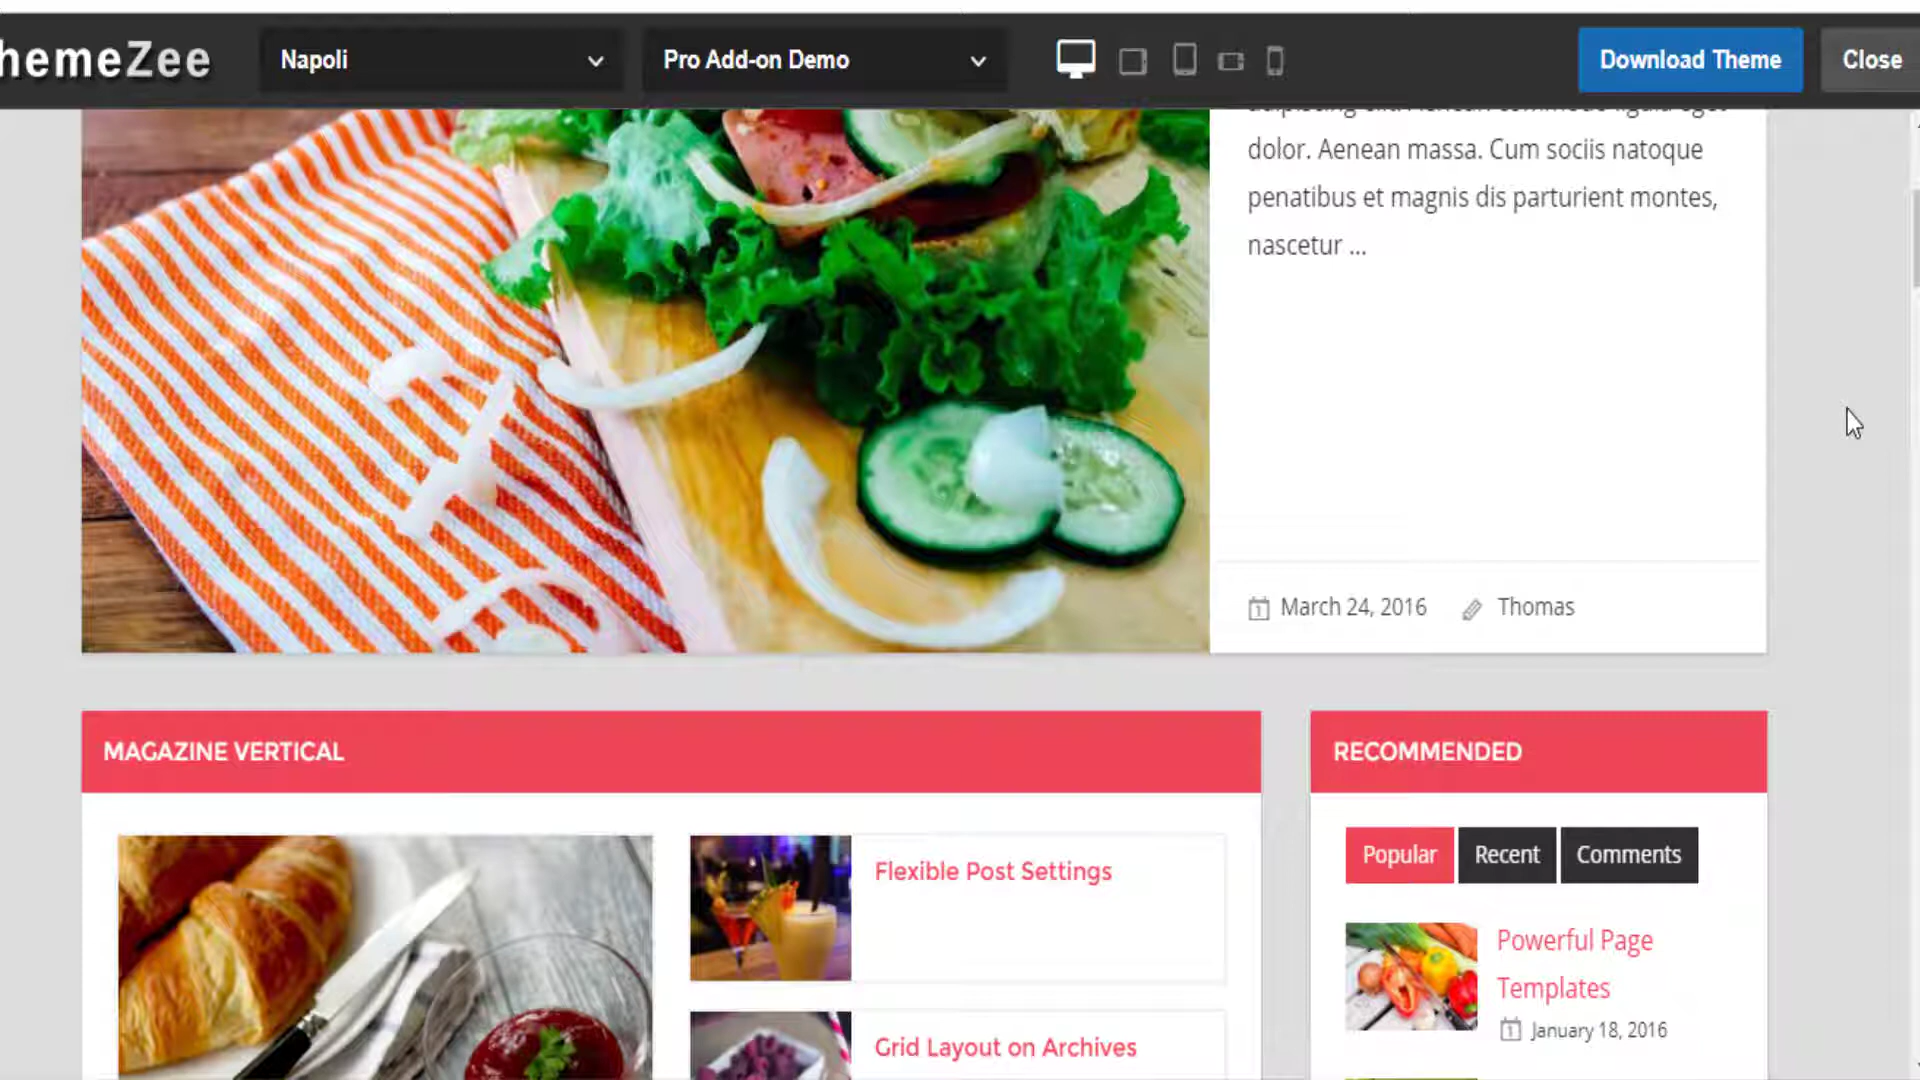 hemeZee
Napoli
Pro Add-on Demo
Download Theme
Close
dolor. Aenean massa. Cum sociis natoque
penatibus et magnis dis parturient montes,
nascetur ...
March 24, 2016
Thomas
MAGAZINE VERTICAL
RECOMMENDED
Popular
Recent
Comments
Flexible Post Settings
Powerful Page
Templates
January 18, 2016
Grid Layout on Archives